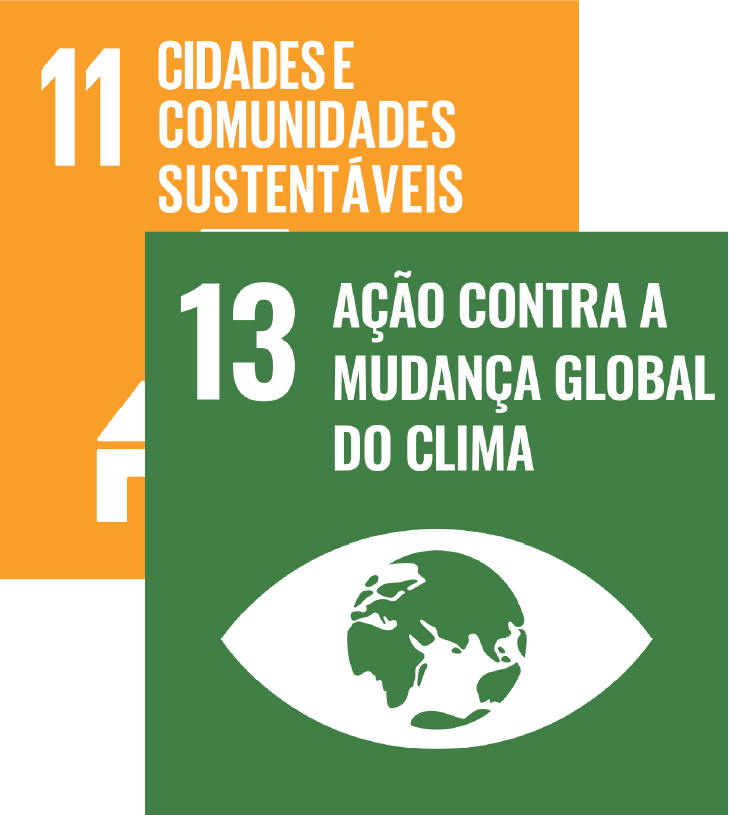 11
CIDADES E
COMUNIDADES
SUSTENTÁVEIS
13
AÇÃO CONTRA A
MUDANÇA GLOBAL
DO CLIMA